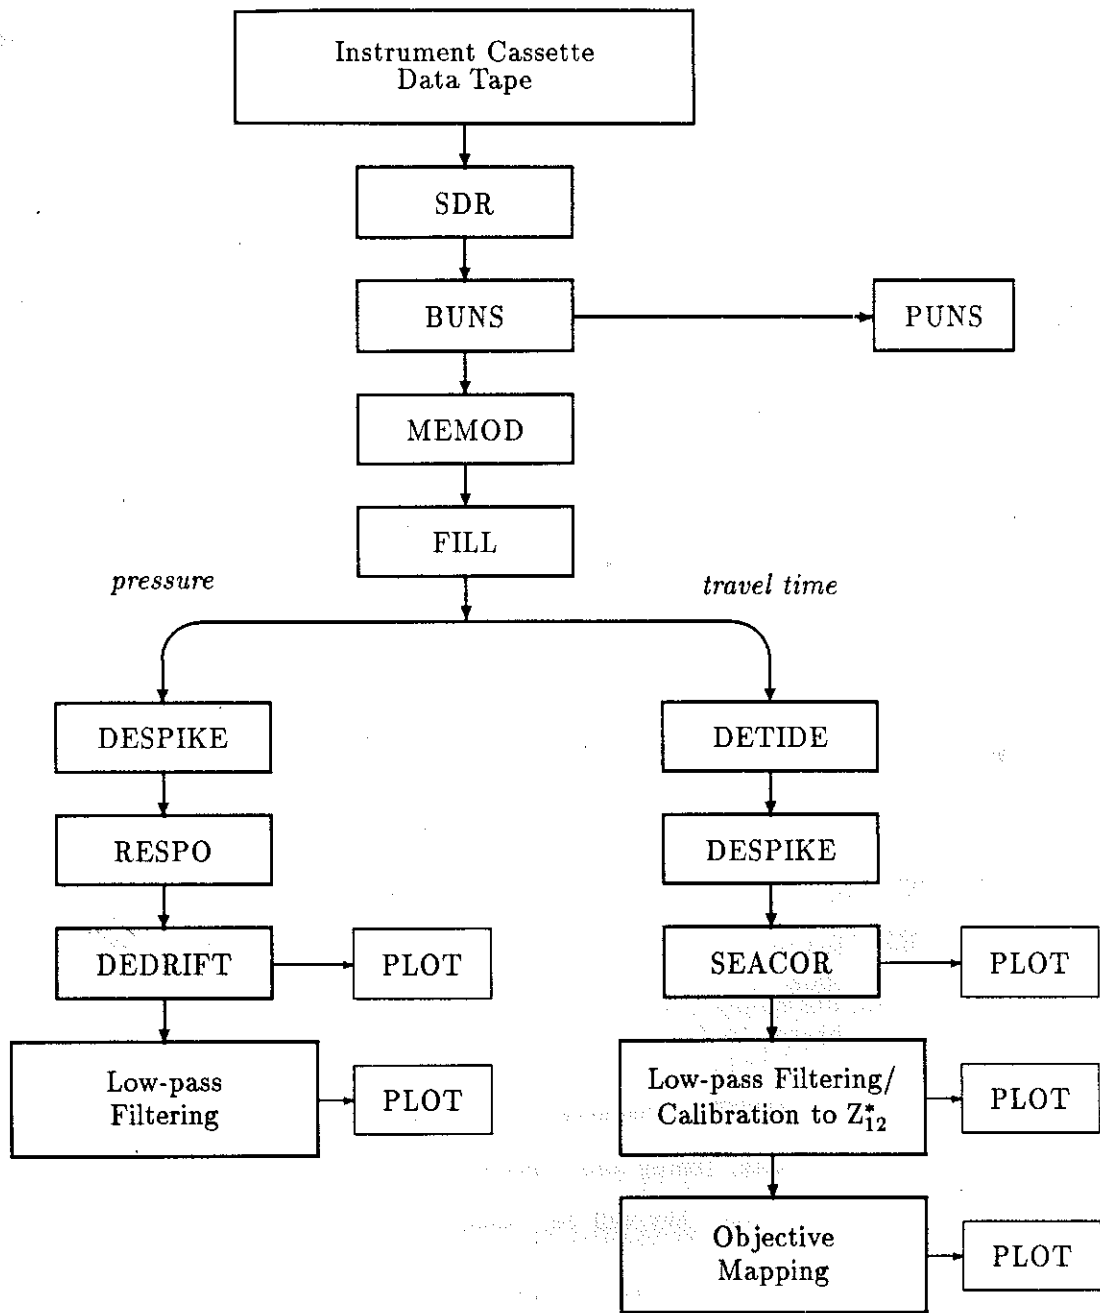 Instrument Cassette
Data Tape
SDR
BUNS
PUNS
MEMOD
FILL
pressure
travel time
DESPIKE
DETIDE
RESPO
DESPIKE
DEDRIFT
PLOT
SEACOR
PLOT
Low-pass
Filtering
PLOT
Low-pass Filtering/
Calibration to Z*12
PLOT
Objective
Mapping
PLOT